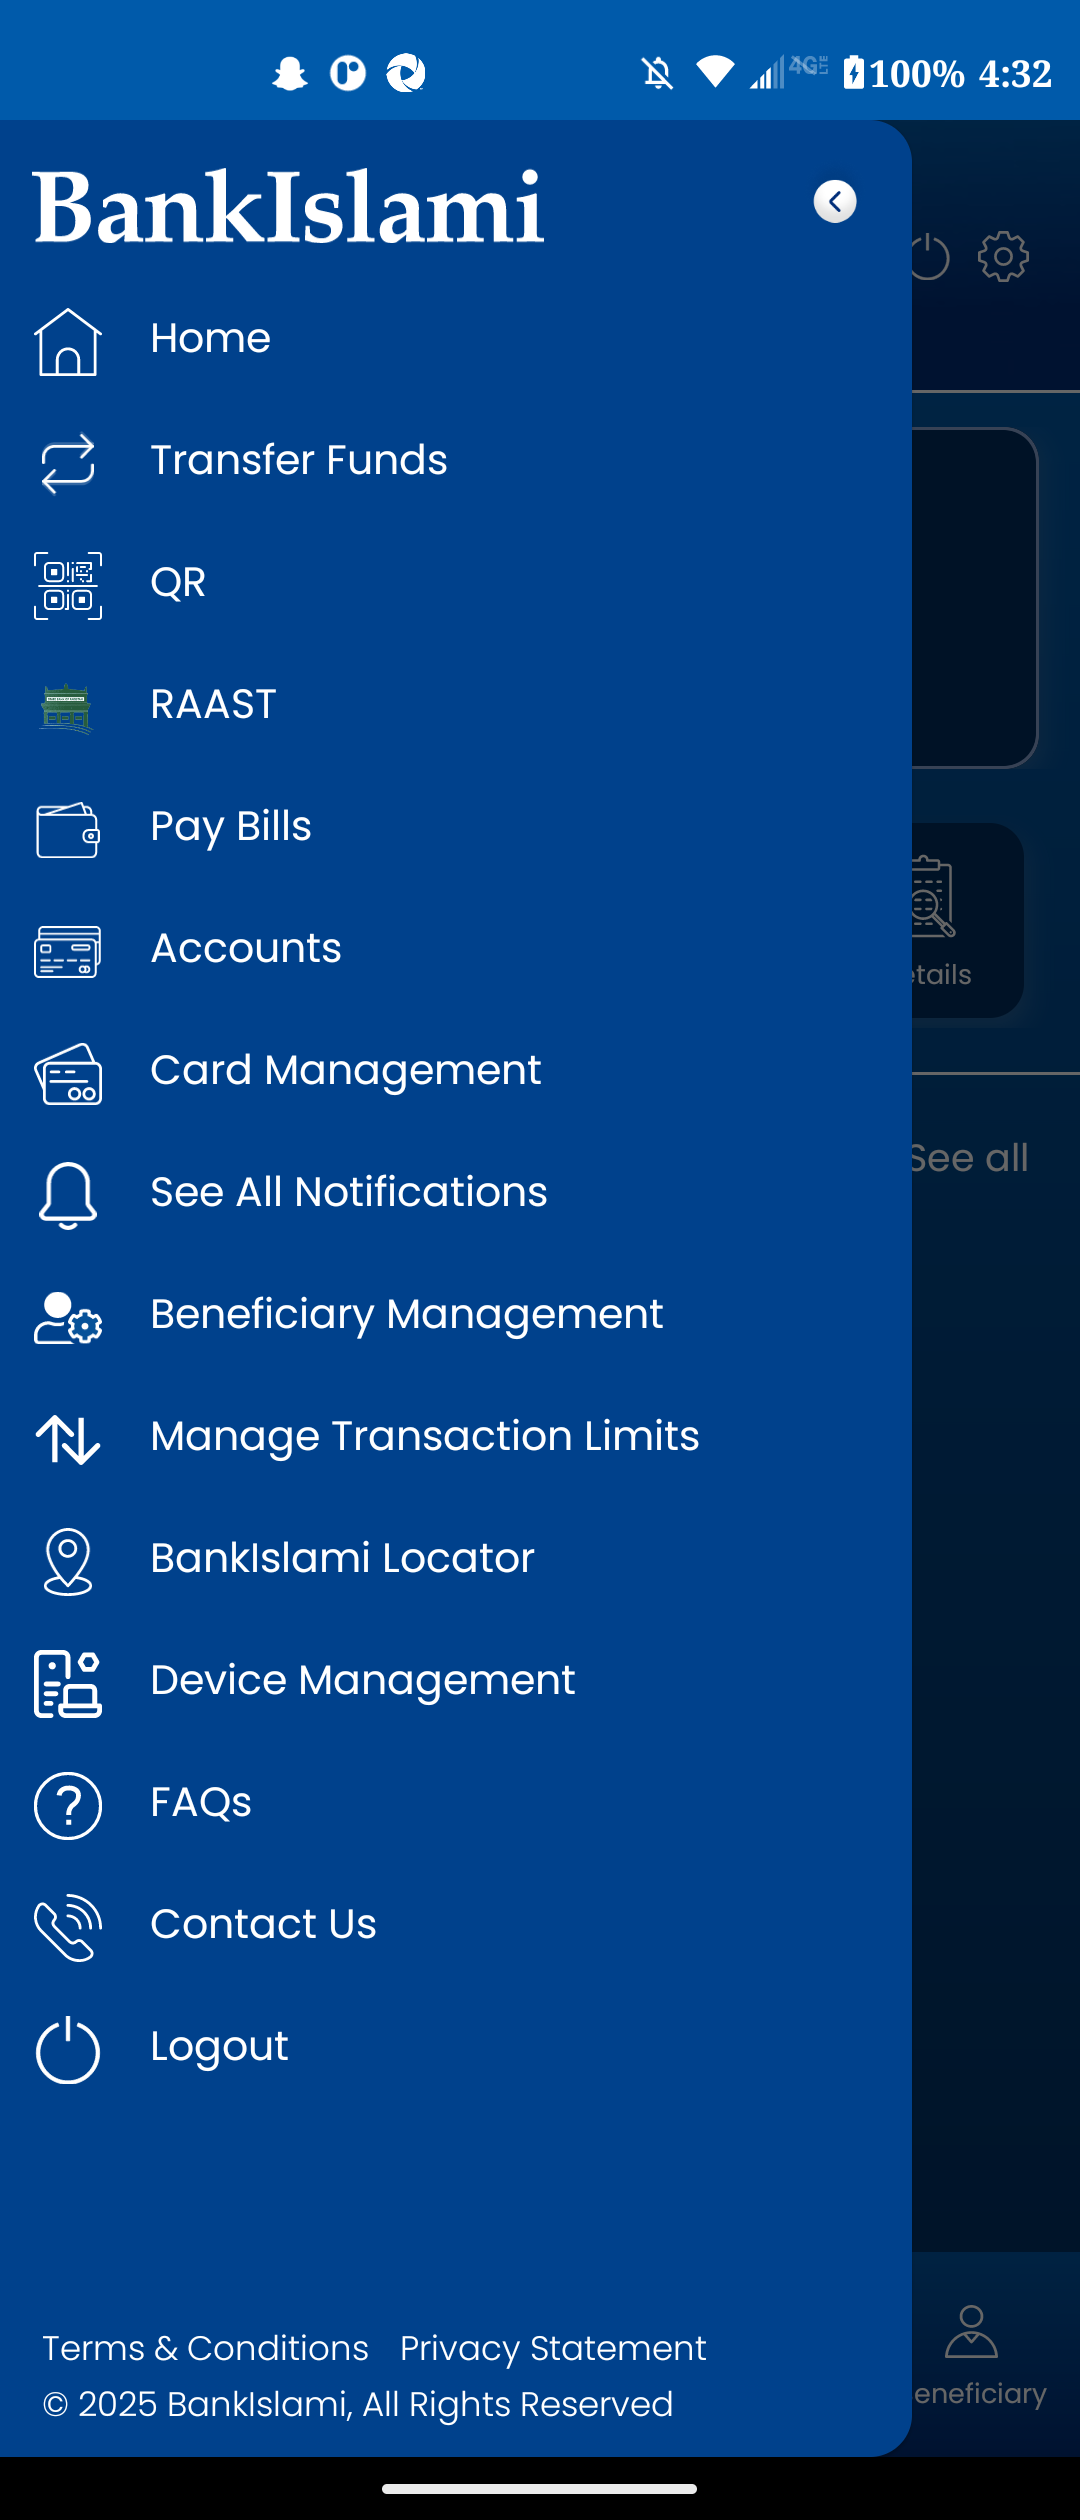 100% 4:32
BankIslami
Home
Transfer Funds
QR
RAAST
Pay Bills
Accounts
Card Management
See All Notifications
Beneficiary Management
Manage Transaction Limits
BankIslami Locator
Device Management
FAQs
Contact Us
Logout
etails
See all
eneficiary
Terms & Conditions Privacy Statement
© 2025 BankIslami, All Rights Reserved